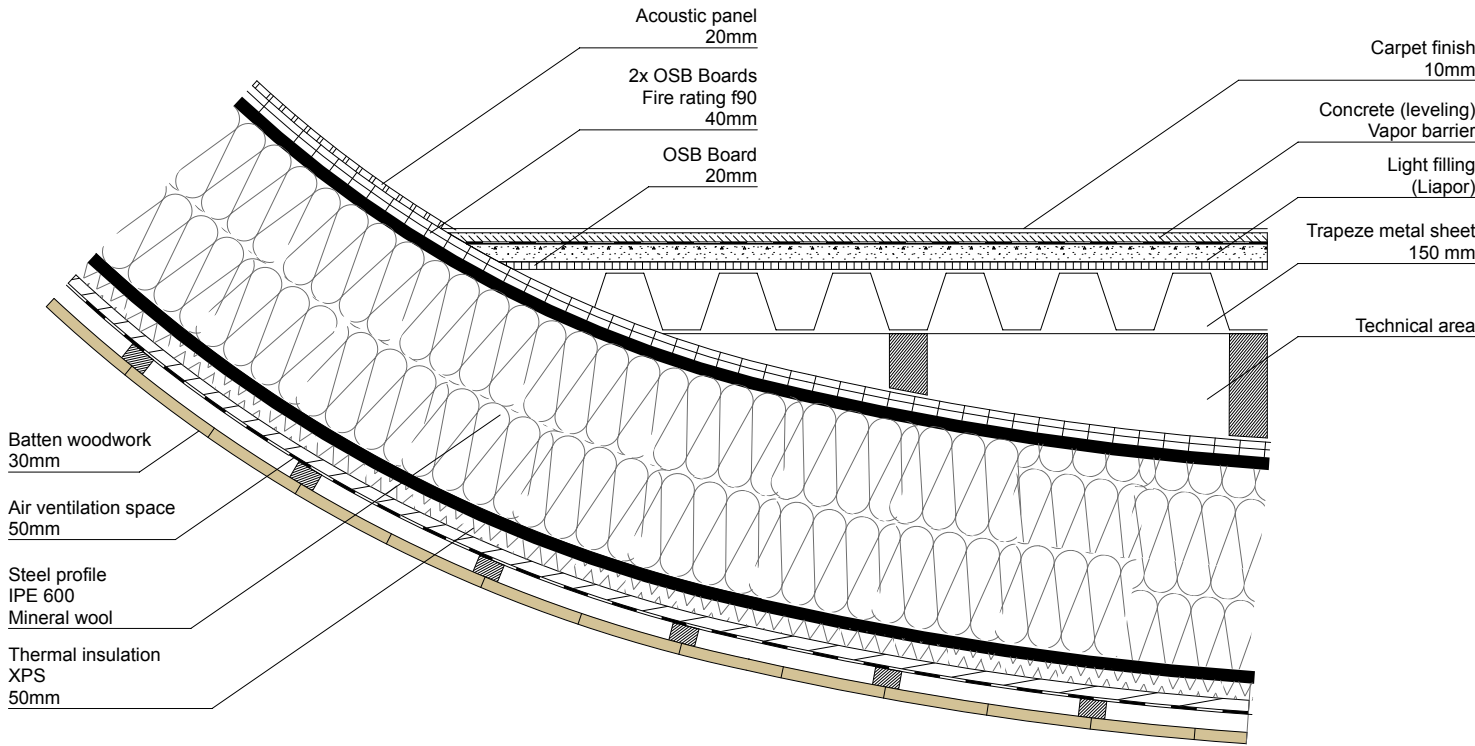 Acoustic panel
20mm
2x OSB Boards
Fire rating f90
40mm
OSB Board
20mm
Carpet finish
10mm
Concrete (leveling)
Vapor barrier
Light filling
(Liapor)
Trapeze metal sheet
150 mm
Technical area
Batten woodwork
30mm
Air ventilation space
50mm
Steel profile
IPE 600
Mineral wool
Thermal insulation
XPS
50mm